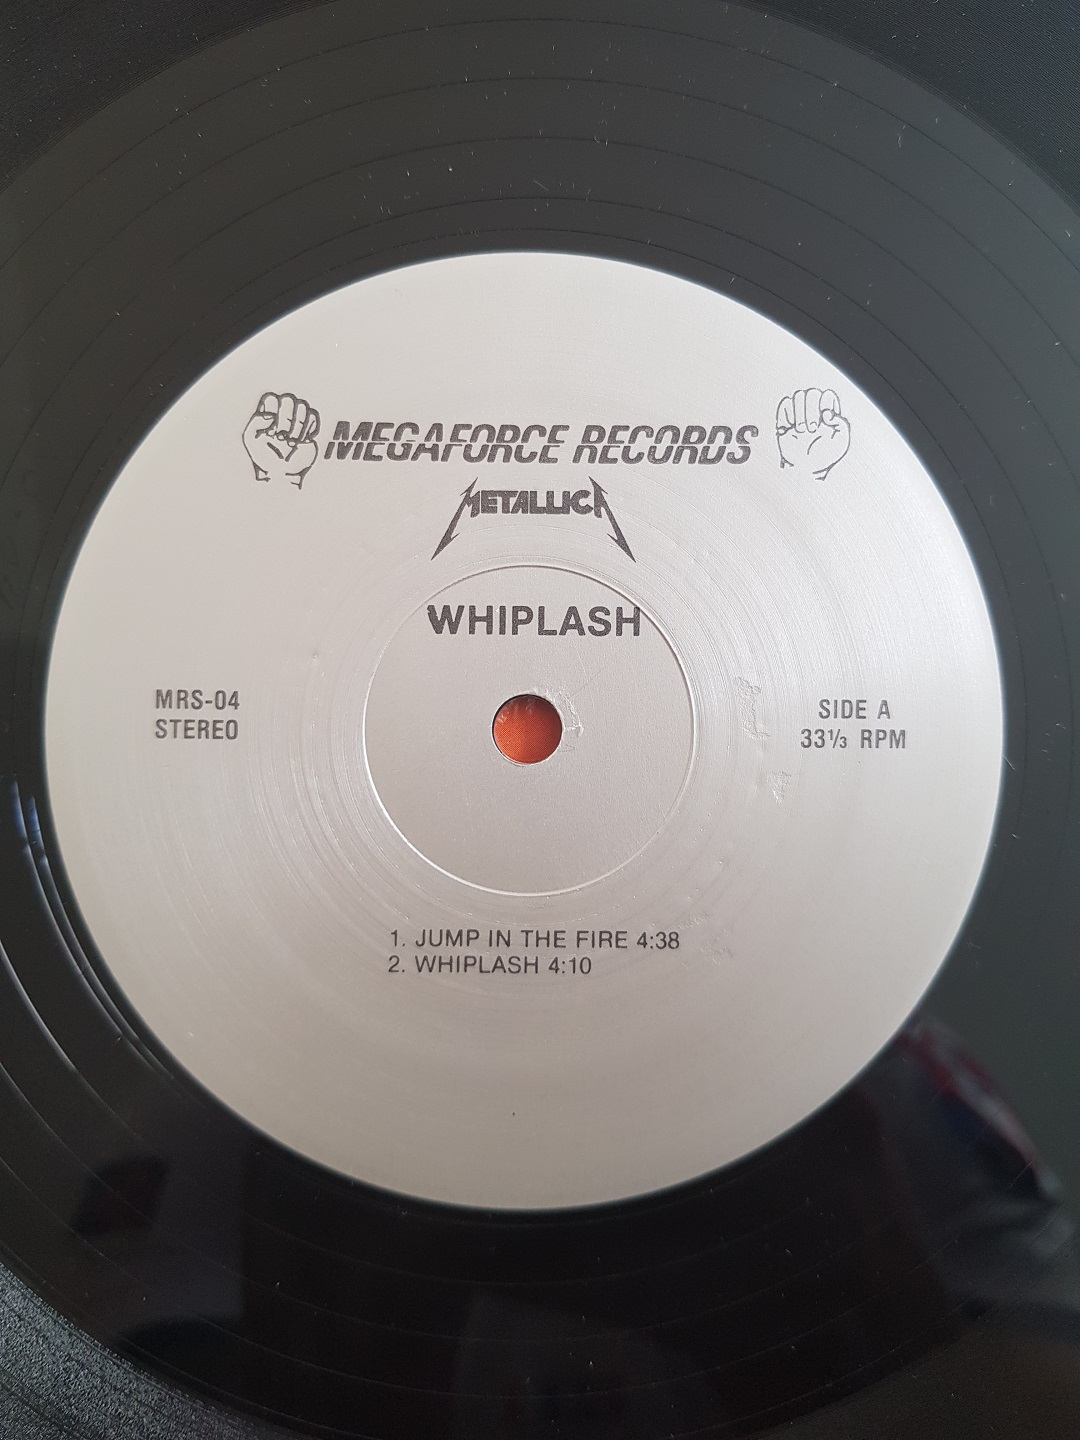 MEGAFORCE RECORDS
METALLICA
WHIPLASH
MRS-04
STEREO
SIDE A
33⅓ RPM
1. JUMP IN THE FIRE 4:38
2. WHIPLASH 4:10